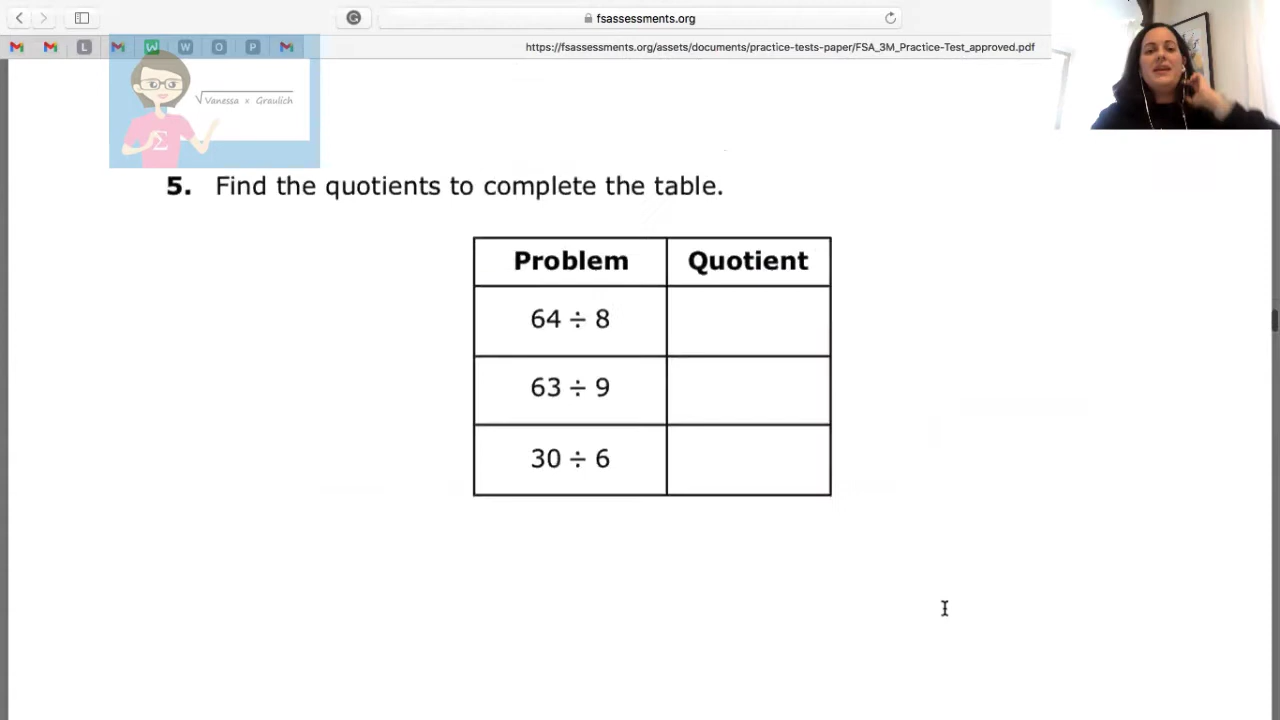 fsassessments.org
L W W O P
https://fsassessments.org/assets/documents/practice-tests-paper/FSA_3M_Practice-Test_approved.pdf
√Vanessa x Graulich
Σ
5. Find the quotients to complete the table.
Problem Quotient
64 ÷ 8
63 ÷ 9
30 ÷ 6